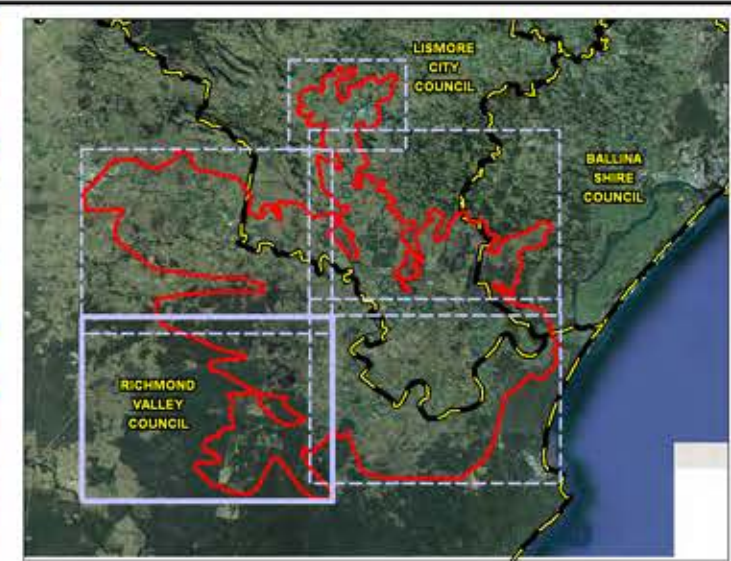 LISMORE
CITY
COUNCIL
BALLINA
SHIRE
COUNCIL
RICHMOND
VALLEY
COUNCIL